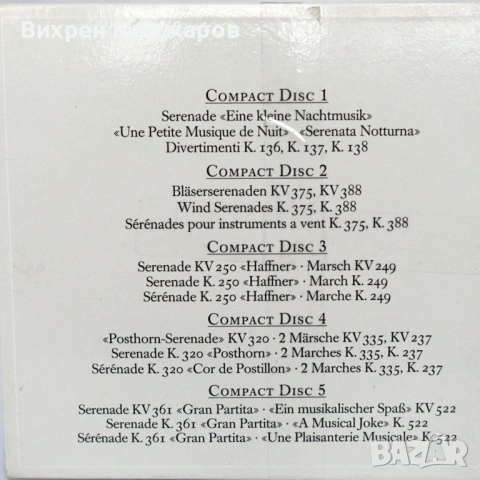 Вихрен
COMPACT DISC 1
Serenade «Eine kleine Nachtmusik»
«Une Petite Musique de Nuit» «Serenata Notturna»
Divertimenti K. 136, K. 137, K. 138
COMPACT DISC 2
Bläserserenaden KV 375, KV 388
Wind Serenades K. 375, K. 388
Sérénades pour instruments a vent K. 375, K. 388
COMPACT DISC 3
Serenade KV 250 «Haffner» · Marsch KV 249
Serenade K. 250 «Haffner» · March K. 249
Sérénade K. 250 «Haffner» · Marche K. 249
COMPACT DISC 4
«Posthorn-Serenade» KV 320 · 2 Märsche KV 335, KV 237
Serenade K. 320 «Posthorn» · 2 Marches K. 335, K. 237
Sérénade K. 320 «Cor de Postillon» · 2 Marches K. 335, K. 237
COMPACT DISC 5
Serenade KV 361 «Gran Partita» · «Ein musikalischer Spaß» KV 522
Serenade K. 361 «Gran Partita» · «A Musical Joke» K. 522
Sérénade K. 361 «Gran Partita» · «Une Plaisanterie Musicale» K. 522
bazar